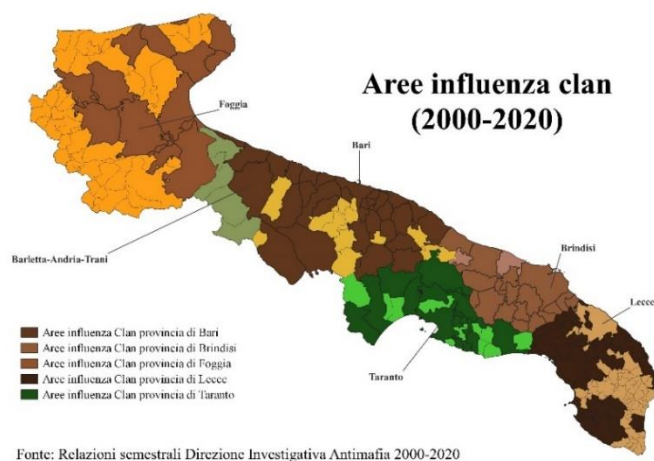 Aree influenza clan
(2000-2020)
Foggia
Bari
Barletta-Andria-Trani
Brindisi
Lecce
Taranto
Aree influenza Clan provincia di Bari
Aree influenza Clan provincia di Brindisi
Aree influenza Clan provincia di Foggia
Aree influenza Clan provincia di Lecce
Aree influenza Clan provincia di Taranto
Fonte: Relazioni semestrali Direzione Investigativa Antimafia 2000-2020